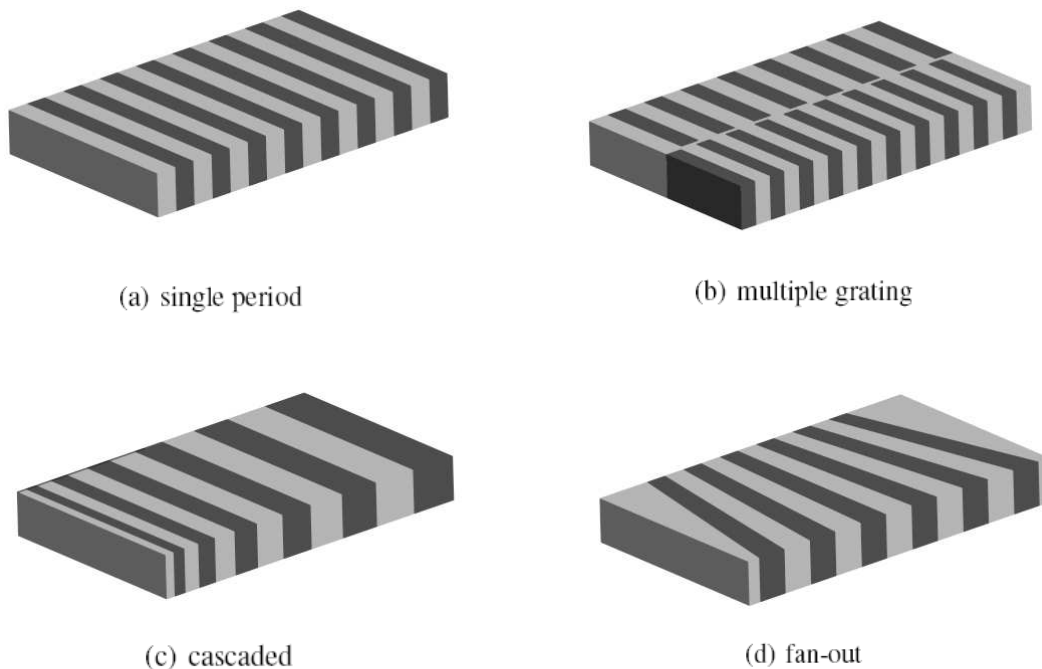 (a) single period
(b) multiple grating
(c) cascaded
(d) fan-out